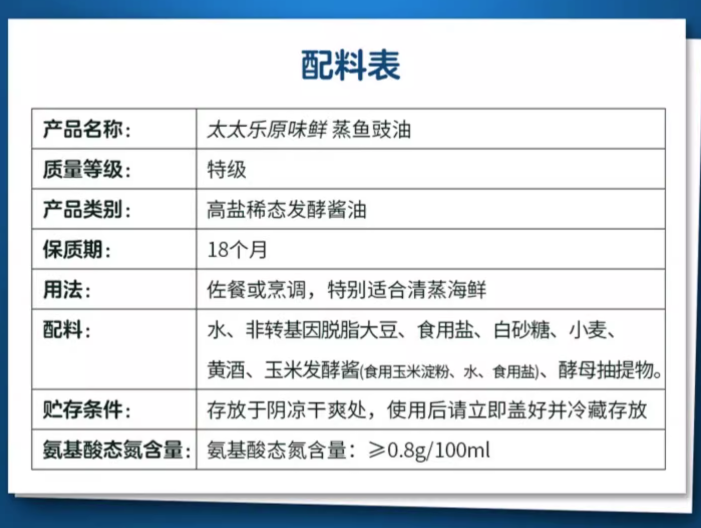 配料表
产品名称: 太太乐原味鲜 蒸鱼豉油
质量等级: 特级
产品类别: 高盐稀态发酵酱油
保质期: 18个月
用法: 佐餐或烹调，特别适合清蒸海鲜
配料: 水、非转基因脱脂大豆、食用盐、白砂糖、小麦、
黄酒、玉米发酵酱(食用玉米淀粉、水、食用盐)、酵母抽提物。
贮存条件: 存放于阴凉干爽处，使用后请立即盖好并冷藏存放
氨基酸态氮含量: 氨基酸态氮含量：≥0.8g/100ml